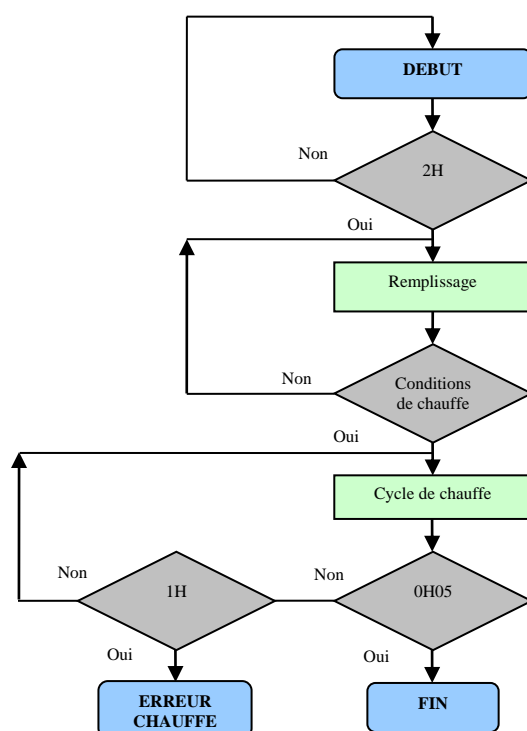 DEBUT
Non
2H
Oui
Remplissage
Non
Conditions
de chauffe
Oui
Cycle de chauffe
Non
1H
Non
0H05
Oui
Oui
ERREUR
CHAUFFE
FIN